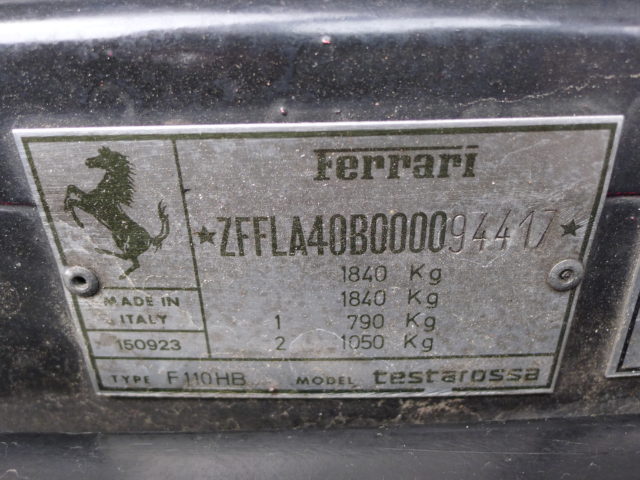 Ferrari
★ZFFLA40B000094417★
1840 Kg
1840 Kg
1 790 Kg
2 1050 Kg
MADE IN
ITALY
150923
TYPE F110HB MODEL testarossa